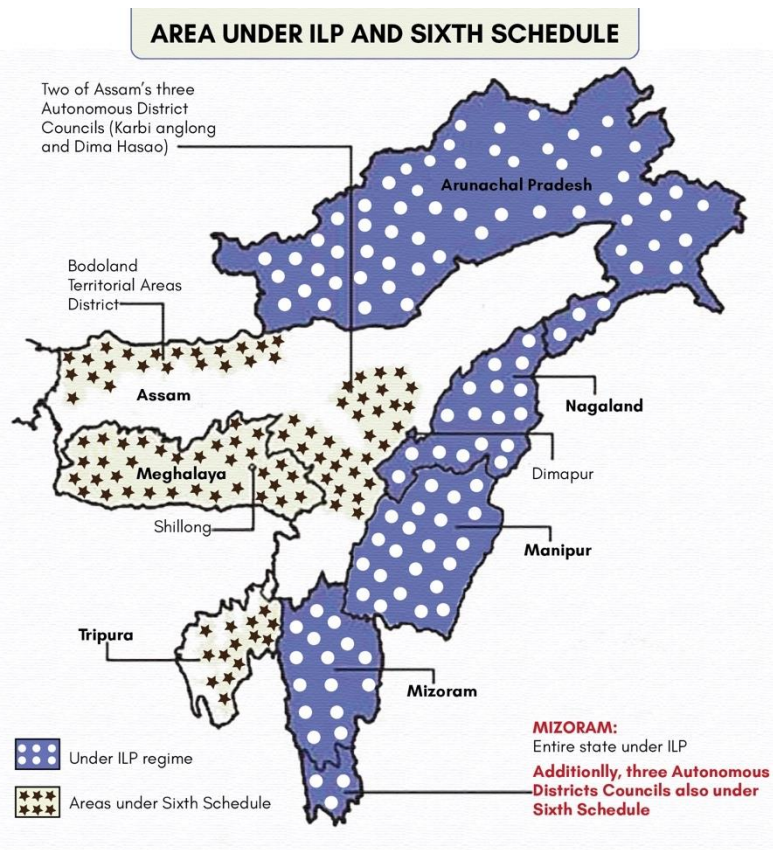 AREA UNDER ILP AND SIXTH SCHEDULE
Two of Assam's three
Autonomous District
Councils (Karbi anglong
and Dima Hasao)
Arunachal Pradesh
Bodoland
Territorial Areas
District
Assam
Nagaland
Meghalaya
Dimapur
Shillong
Manipur
Tripura
Mizoram
MIZORAM:
Entire state under ILP
Additionlly, three Autonomous
Districts Councils also under
Sixth Schedule
Under ILP regime
Areas under Sixth Schedule